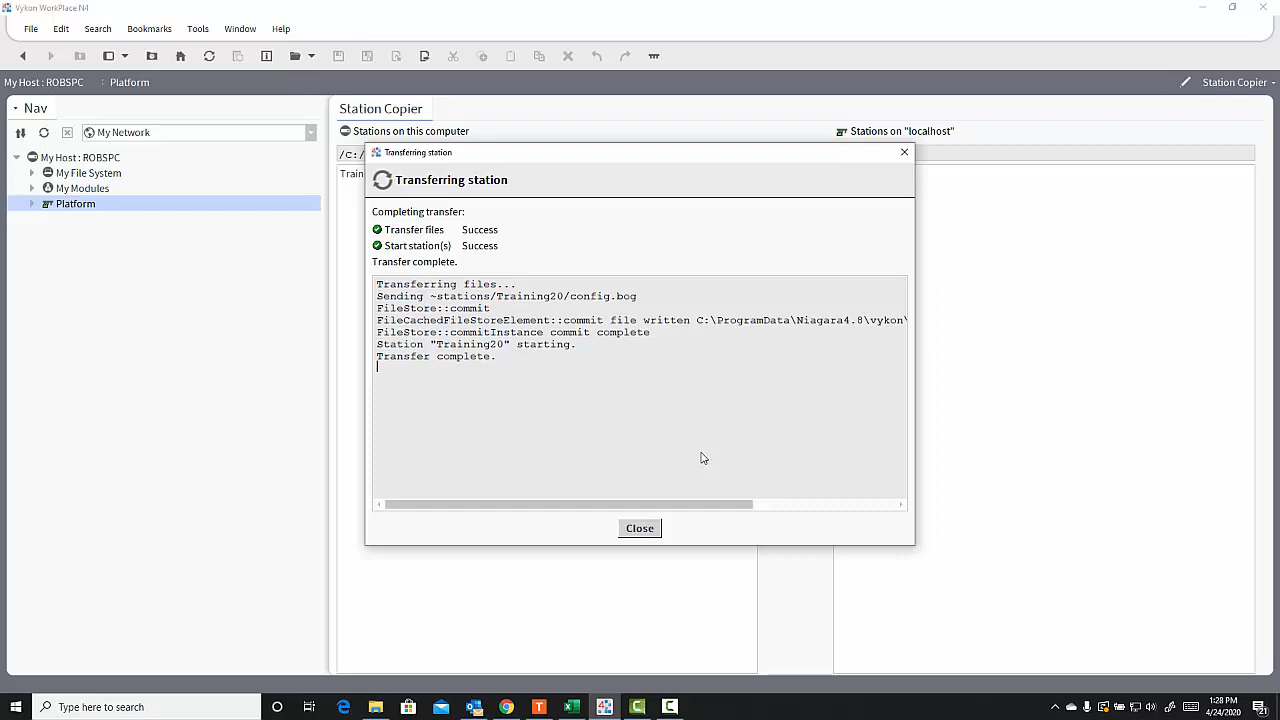 Vykon WorkPlace N4
File Edit Search Bookmarks Tools Window Help
My Host : ROBSPC : Platform
Station Copier
Nav
My Network
My Host : ROBSPC
My File System
My Modules
Platform
Station Copier
Stations on this computer
Stations on "localhost"
/C:/
Train
Transferring station
Transferring station
Completing transfer:
Transfer files Success
Start station(s) Success
Transfer complete.
Transferring files...
Sending ~stations/Training20/config.bog
FileStore::commit
FileCachedFileStoreElement::commit file written C:\ProgramData\Niagara4.8\vykon\
FileStore::commitInstance commit complete
Station "Training20" starting.
Transfer complete.
Close
Type here to search
1:28 PM
4/24/2020